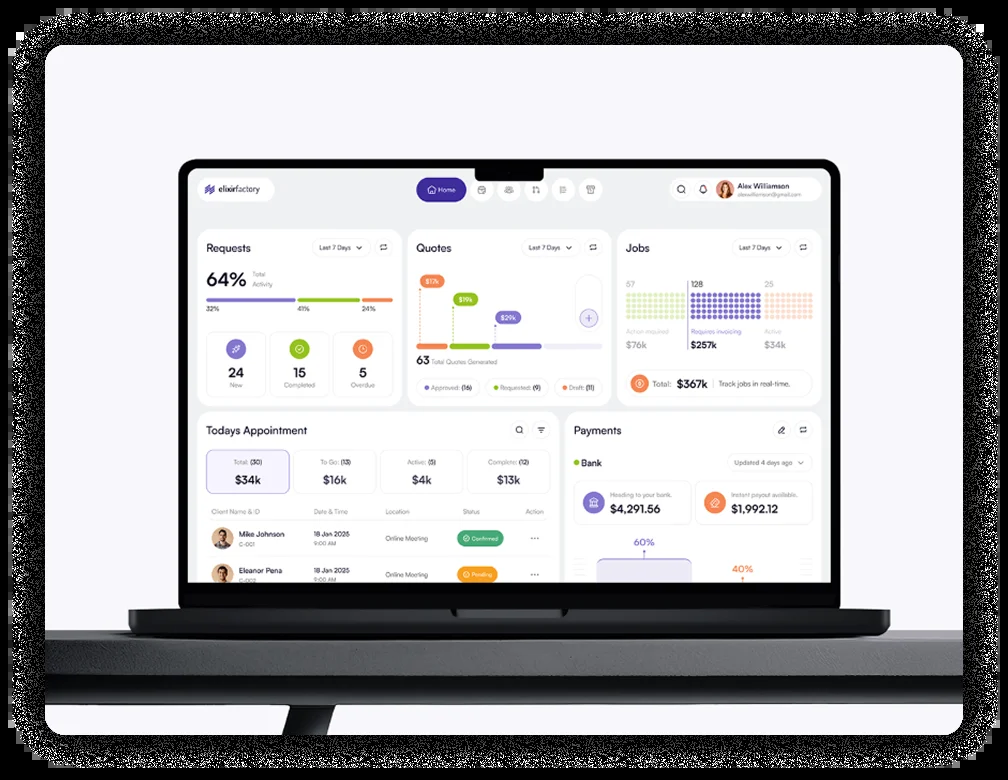 elixirfactory
Home
Alex Williamson
alexwilliamson@gmail.com
Requests
Last 7 Days
64% Total Activity
32% 41% 24%
24
New
15
Completed
5
Overdue
Quotes
Last 7 Days
$17k
$19k
$29k
63 Total Quotes Generated
Approved: (16)
Requested: (9)
Draft: (11)
Jobs
Last 7 Days
57 128 25
Action required Requires invoicing Active
$76k $257k $34k
Total: $367k Track jobs in real-time.
Todays Appointment
Total: (30)
$34k
To Go: (13)
$16k
Active: (5)
$4k
Complete: (12)
$13k
Client Name & ID Date & Time Location Status Action
Mike Johnson 18 Jan 2025 Online Meeting Confirmed
C-001 9:00 AM
Eleanor Pena 18 Jan 2025 Online Meeting Pending
C-002 9:00 AM
Payments
Bank
Updated 4 days ago
Heading to your bank.
$4,291.56
Instant payout available.
$1,992.12
60%
40%